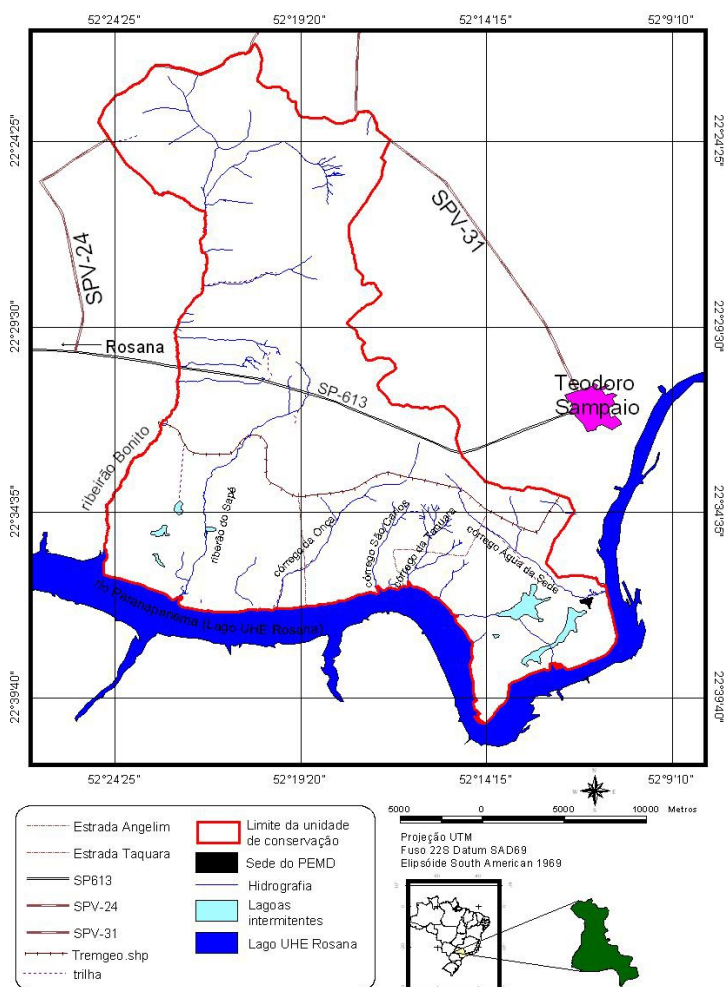 52°24'25"
52°19'20"
52°14'15"
52°9'10"
22°24'25"
22°24'25"
SPV-31
SPV-24
22°29'30"
22°29'30"
Rosana
SP-613
Teodoro
Sampaio
ribeirão Bonito
22°34'35"
22°34'35"
ribeirão do Sapé
córrego da Onça
córrego São Carlos
córrego da Taquara
córrego Água da Sede
rio Paranapanema (Lago UHE Rosana)
22°39'40"
22°39'40"
52°24'25"
52°19'20"
52°14'15"
52°9'10"
Estrada Angelim
Estrada Taquara
SP613
SPV-24
SPV-31
Tremgeo.shp
trilha
Limite da unidade
de conservação
Sede do PEMD
Hidrografia
Lagoas
intermitentes
Lago UHE Rosana
5000
0
5000
10000
Metros
Projeção UTM
Fuso 22S Datum SAD69
Elipsóide South American 1969